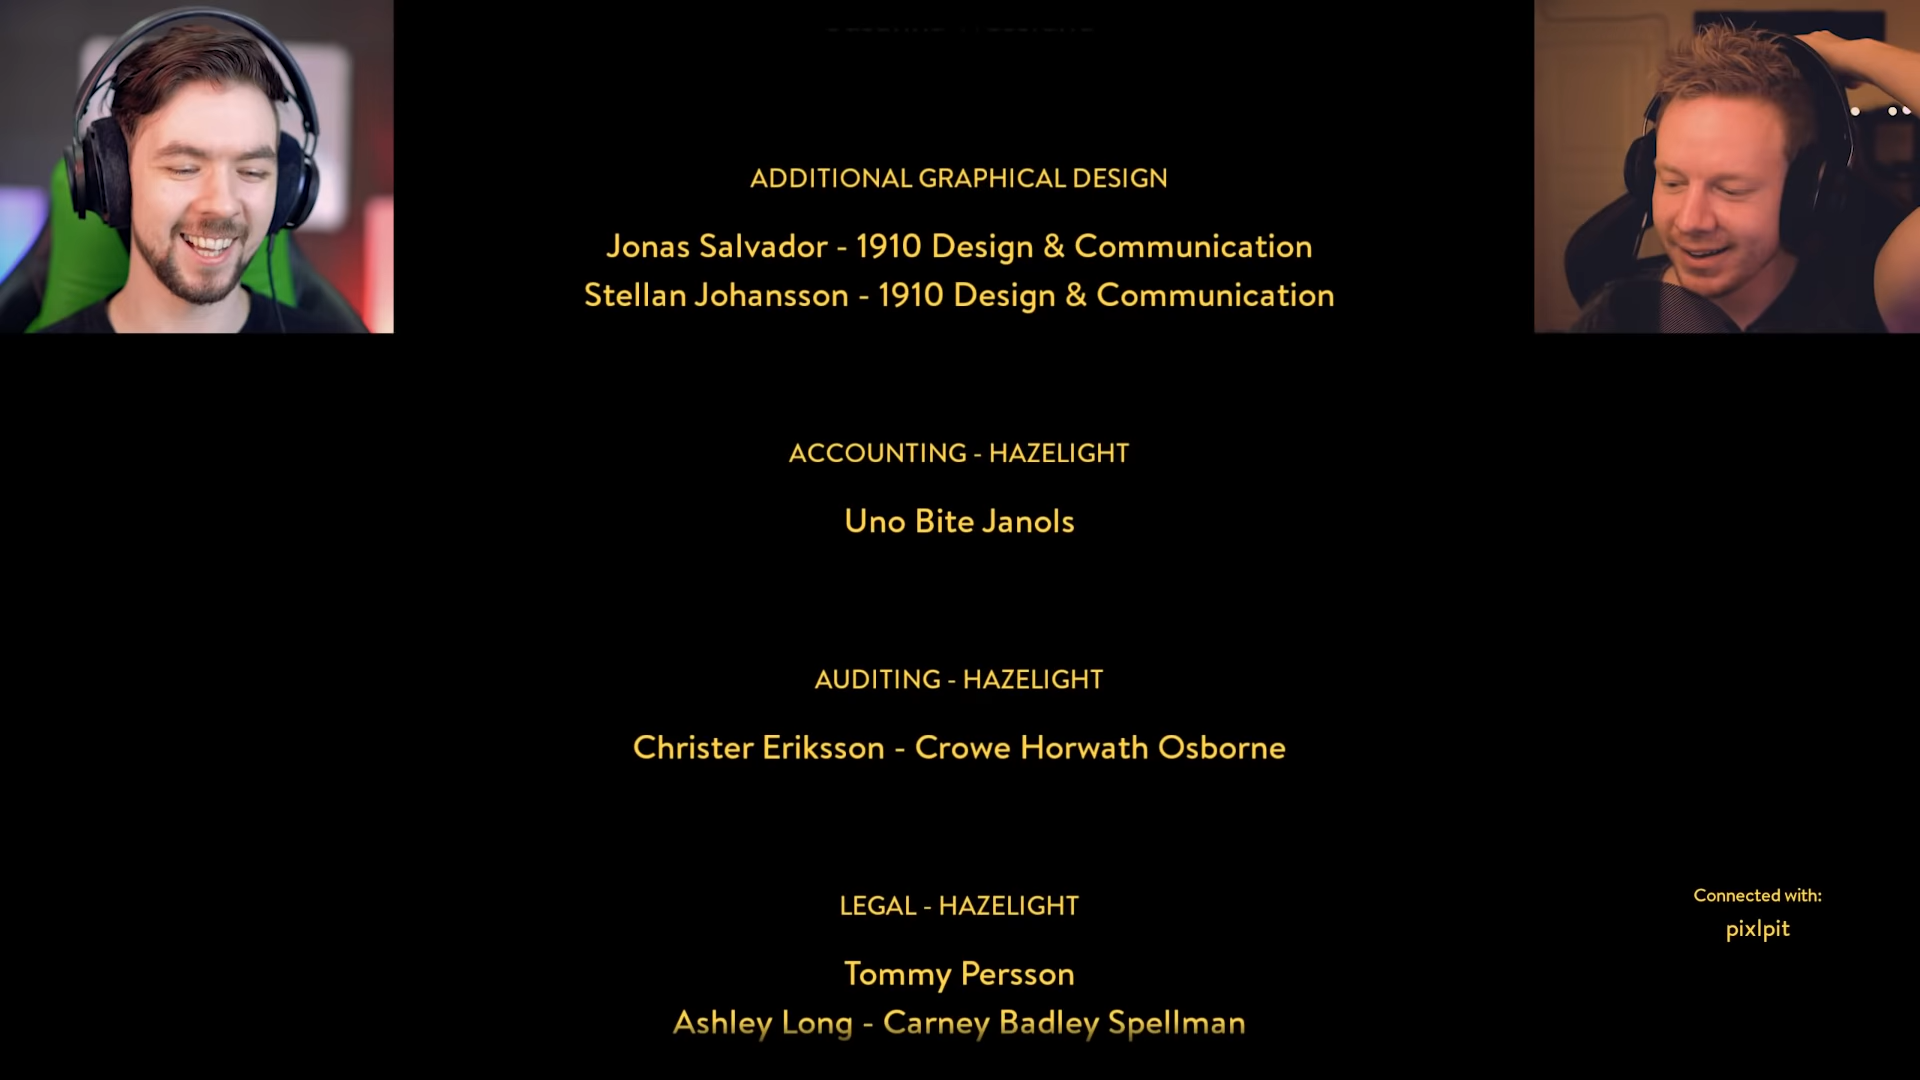 ADDITIONAL GRAPHICAL DESIGN
Jonas Salvador - 1910 Design & Communication
Stellan Johansson - 1910 Design & Communication
ACCOUNTING - HAZELIGHT
Uno Bite Janols
AUDITING - HAZELIGHT
Christer Eriksson - Crowe Horwath Osborne
LEGAL - HAZELIGHT
Tommy Persson
Ashley Long - Carney Badley Spellman
Connected with:
pixlpit